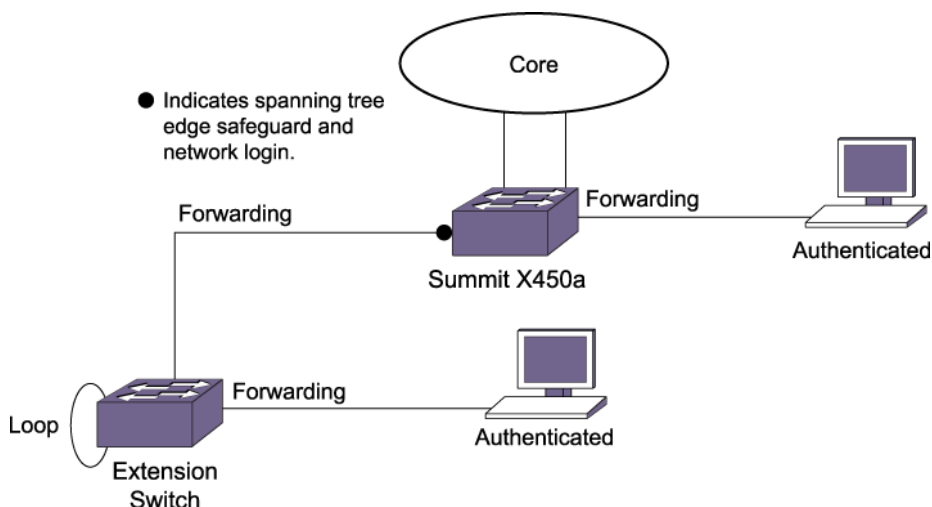 Core
Indicates spanning tree
edge safeguard and
network login.
Forwarding
Forwarding
Authenticated
Summit X450a
Forwarding
Loop
Authenticated
Extension
Switch